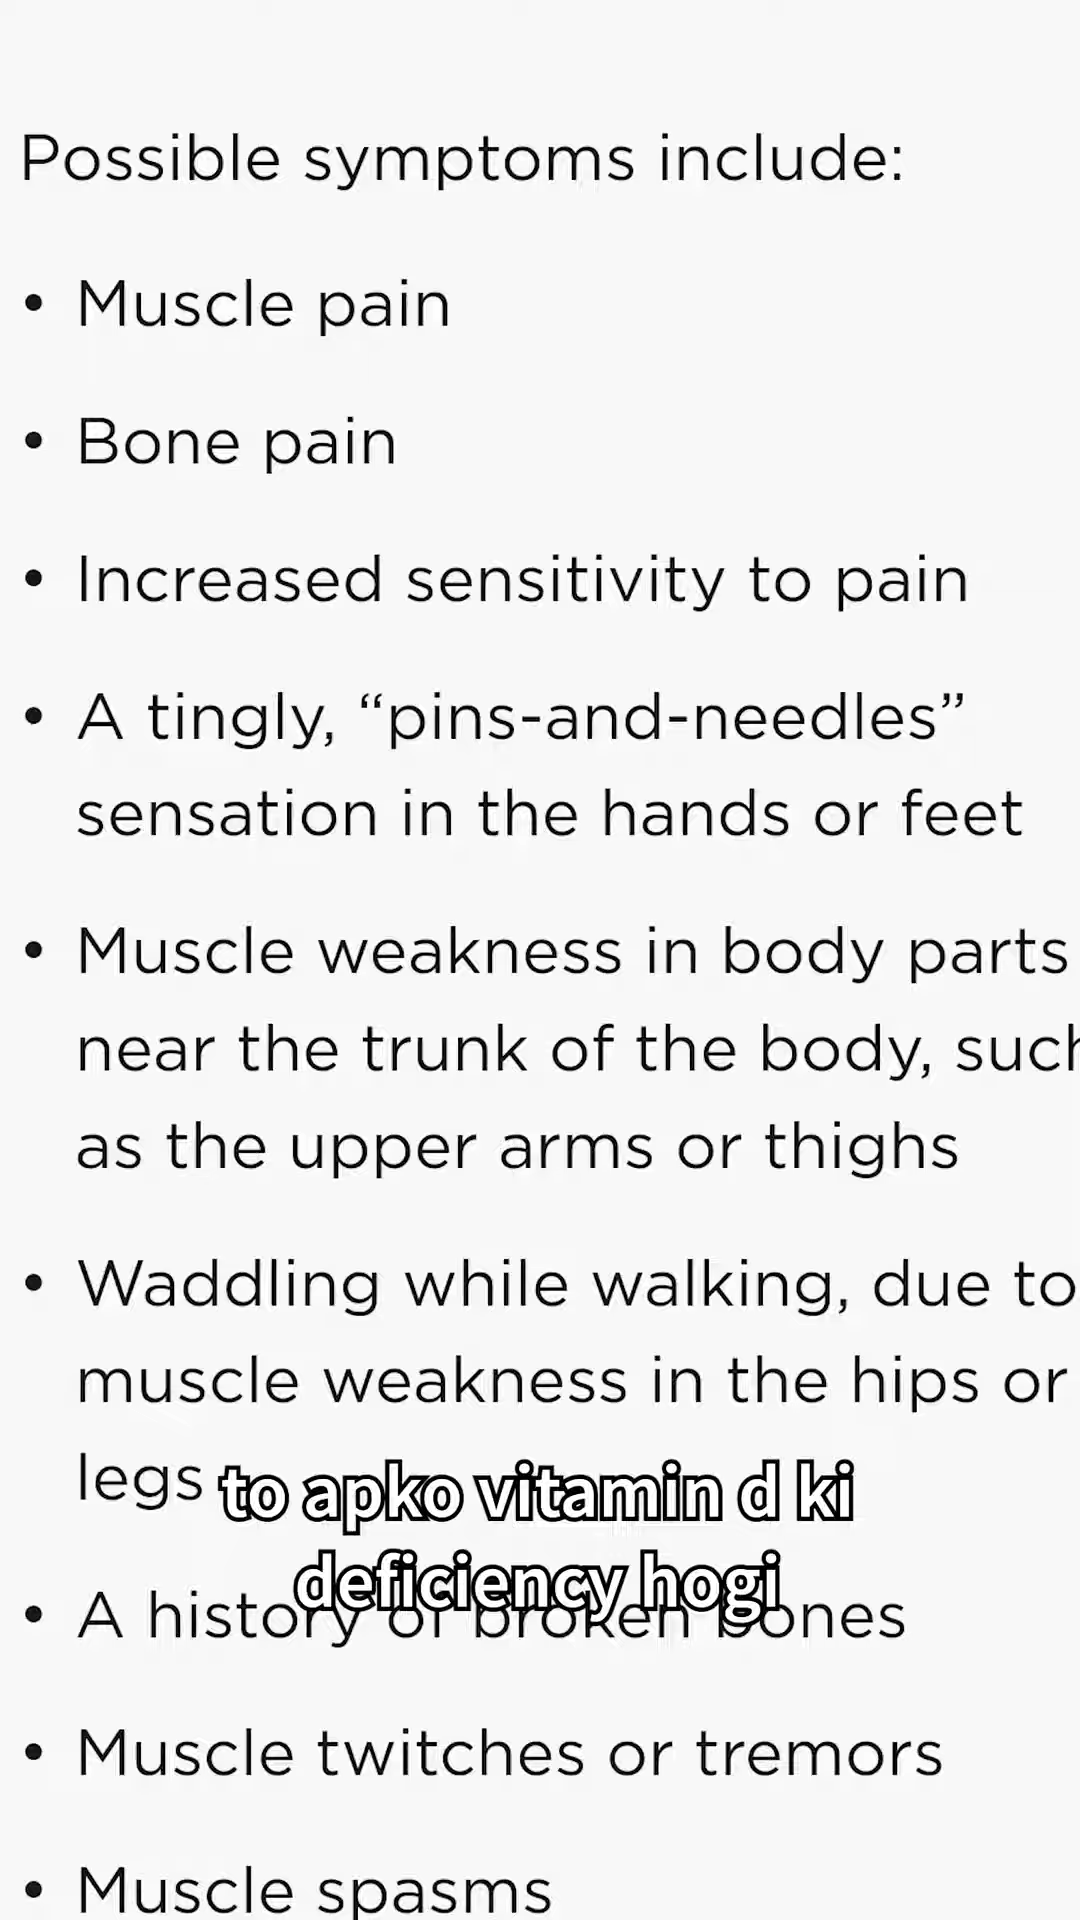 Possible symptoms include:
• Muscle pain
• Bone pain
• Increased sensitivity to pain
• A tingly, “pins-and-needles”
sensation in the hands or feet
• Muscle weakness in body parts
near the trunk of the body, such
as the upper arms or thighs
• Waddling while walking, due to
muscle weakness in the hips or
legs
to apko vitamin d ki
deficiency hogi
• A history of broken bones
• Muscle twitches or tremors
• Muscle spasms